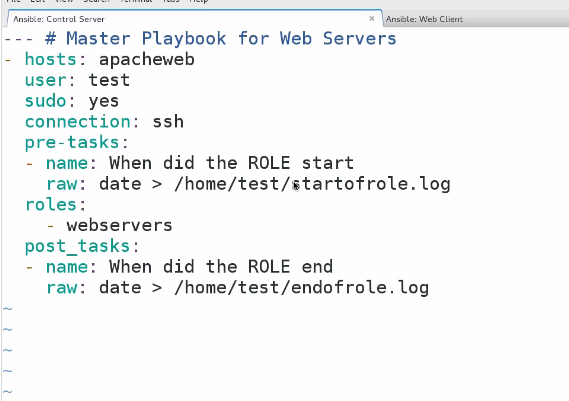 Ansible: Control Server × Ansible: Web Client
--- # Master Playbook for Web Servers
- hosts: apacheweb
  user: test
  sudo: yes
  connection: ssh
  pre-tasks:
  - name: When did the ROLE start
    raw: date > /home/test/startofrole.log
  roles:
    - webservers
  post_tasks:
  - name: When did the ROLE end
    raw: date > /home/test/endofrole.log
~
~
~
~
~